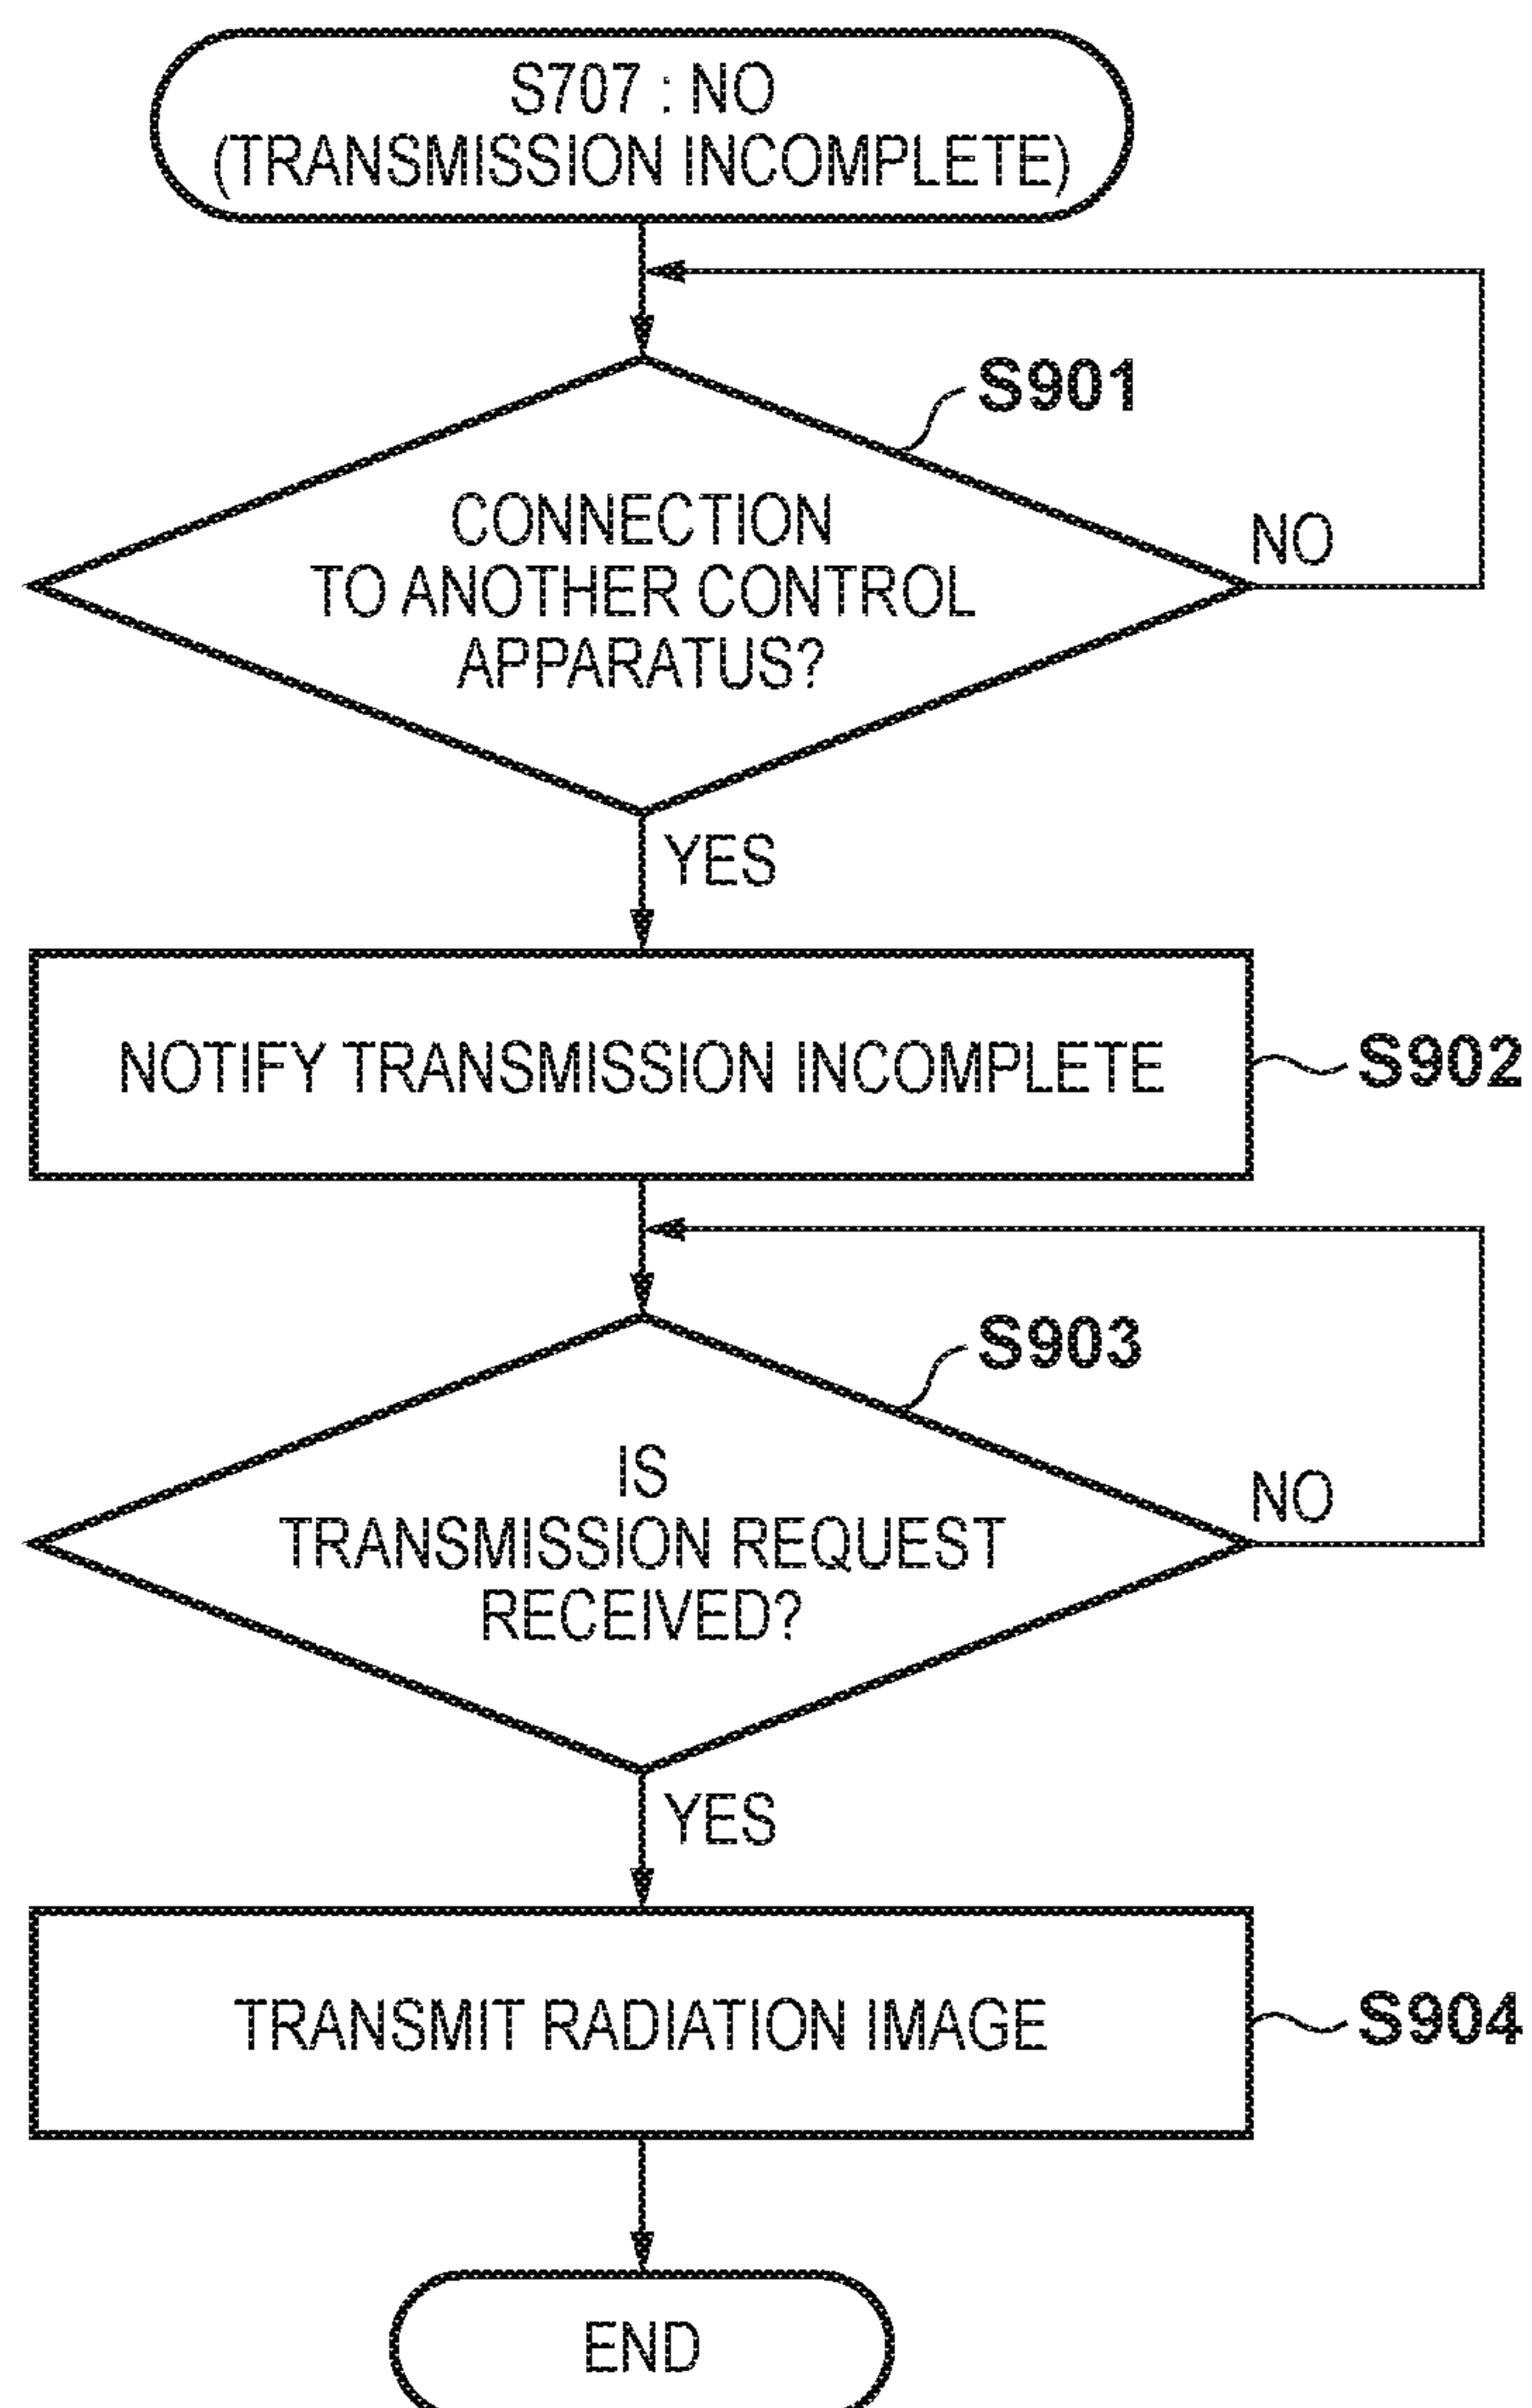 S707 : NO
(TRANSMISSION INCOMPLETE)
S901
CONNECTION
TO ANOTHER CONTROL
APPARATUS?
NO
YES
NOTIFY TRANSMISSION INCOMPLETE
S902
S903
IS
TRANSMISSION REQUEST
RECEIVED?
NO
YES
TRANSMIT RADIATION IMAGE
S904
END